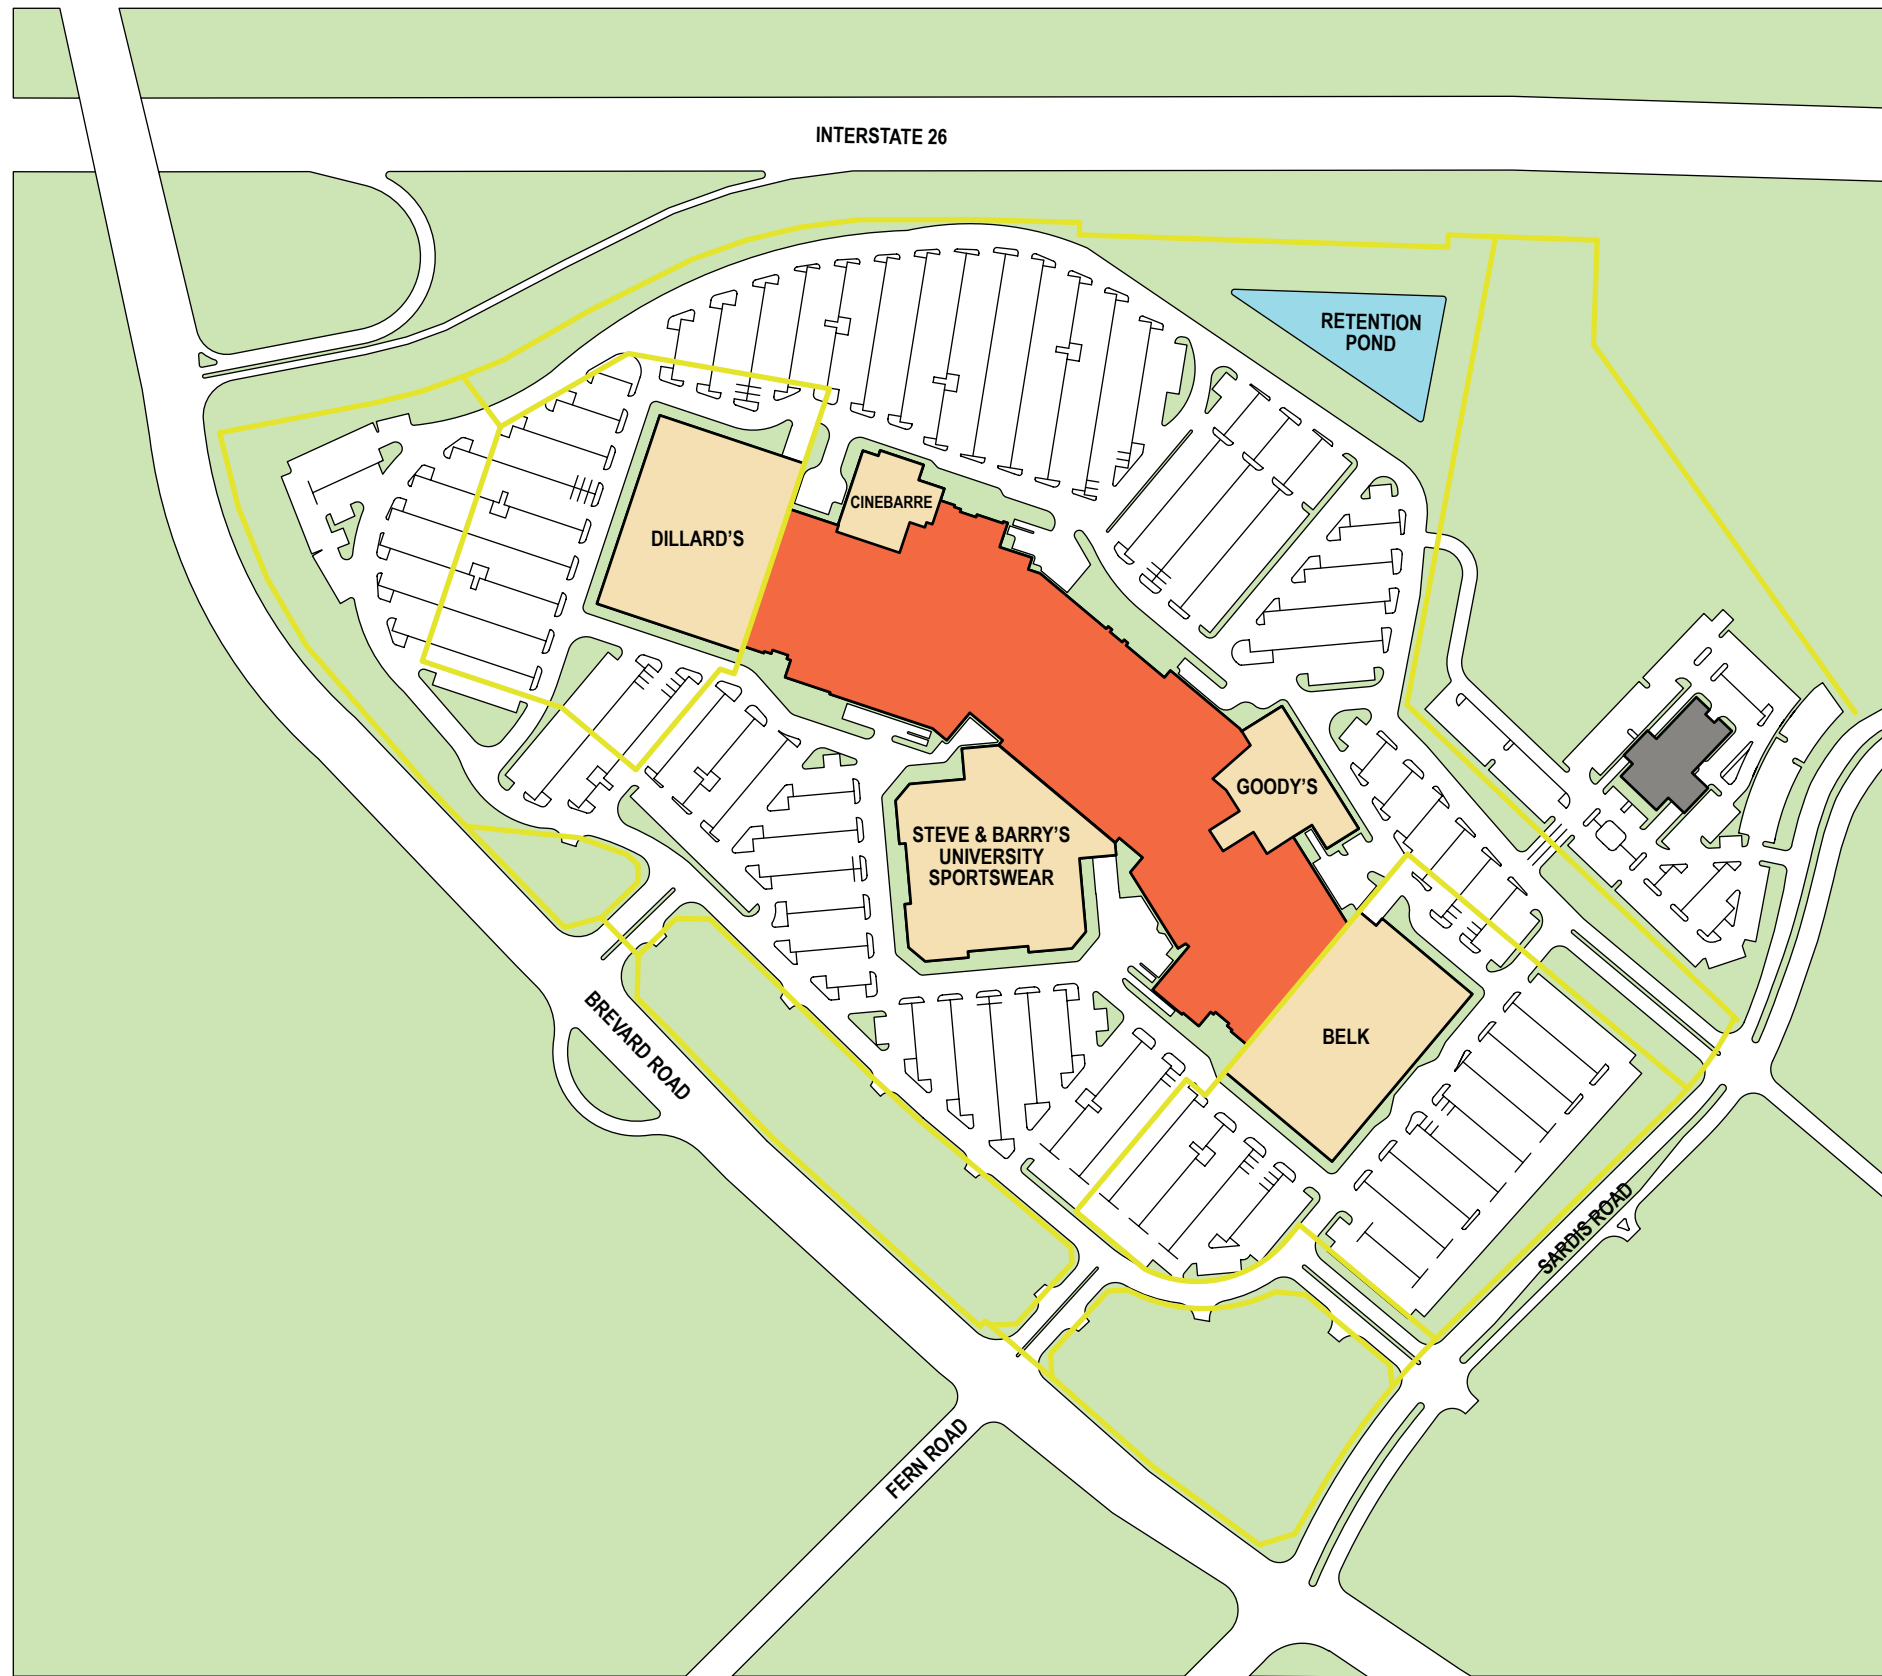 INTERSTATE 26
RETENTION
POND
CINEBARRE
DILLARD'S
GOODY'S
STEVE & BARRY'S
UNIVERSITY
SPORTSWEAR
BELK
BREVARD ROAD
SARDIS ROAD
FERN ROAD